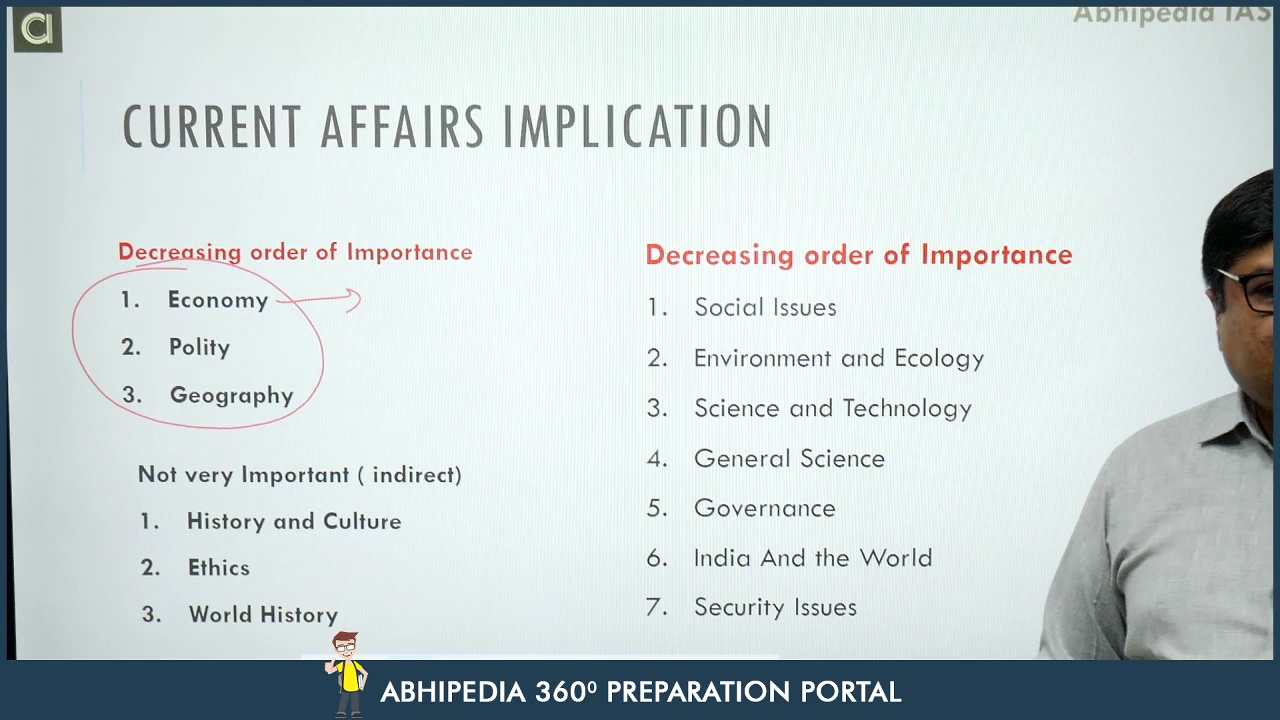 Abhipedia IAS
CURRENT AFFAIRS IMPLICATION
Decreasing order of Importance
1. Economy
2. Polity
3. Geography
Not very Important ( indirect)
1. History and Culture
2. Ethics
3. World History
Decreasing order of Importance
1. Social Issues
2. Environment and Ecology
3. Science and Technology
4. General Science
5. Governance
6. India And the World
7. Security Issues
ABHIPEDIA 360⁰ PREPARATION PORTAL